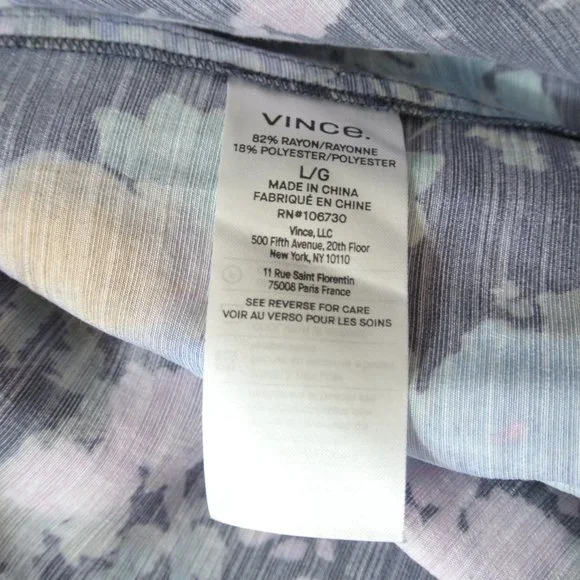 VINCE.
82% RAYON/RAYONNE
18% POLYESTER/POLYESTER
L/G
MADE IN CHINA
FABRIQUÉ EN CHINE
RN#106730
Vince, LLC
500 Fifth Avenue, 20th Floor
New York, NY 10110
11 Rue Saint Florentin
75008 Paris France
SEE REVERSE FOR CARE
VOIR AU VERSO POUR LES SOINS